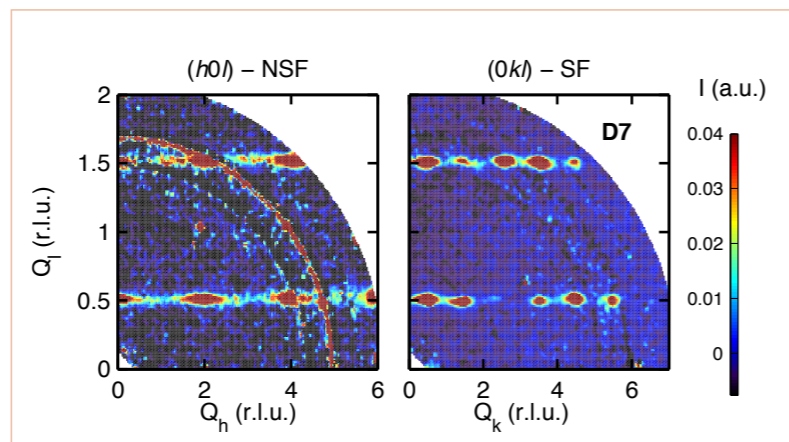 (h0l) – NSF
(0kl) – SF
I (a.u.)
D7
2
1.5
1
0.5
0
Q_l (r.l.u.)
0 2 4 6
Q_h (r.l.u.)
0 2 4 6
Q_k (r.l.u.)
0.04
0.03
0.02
0.01
0